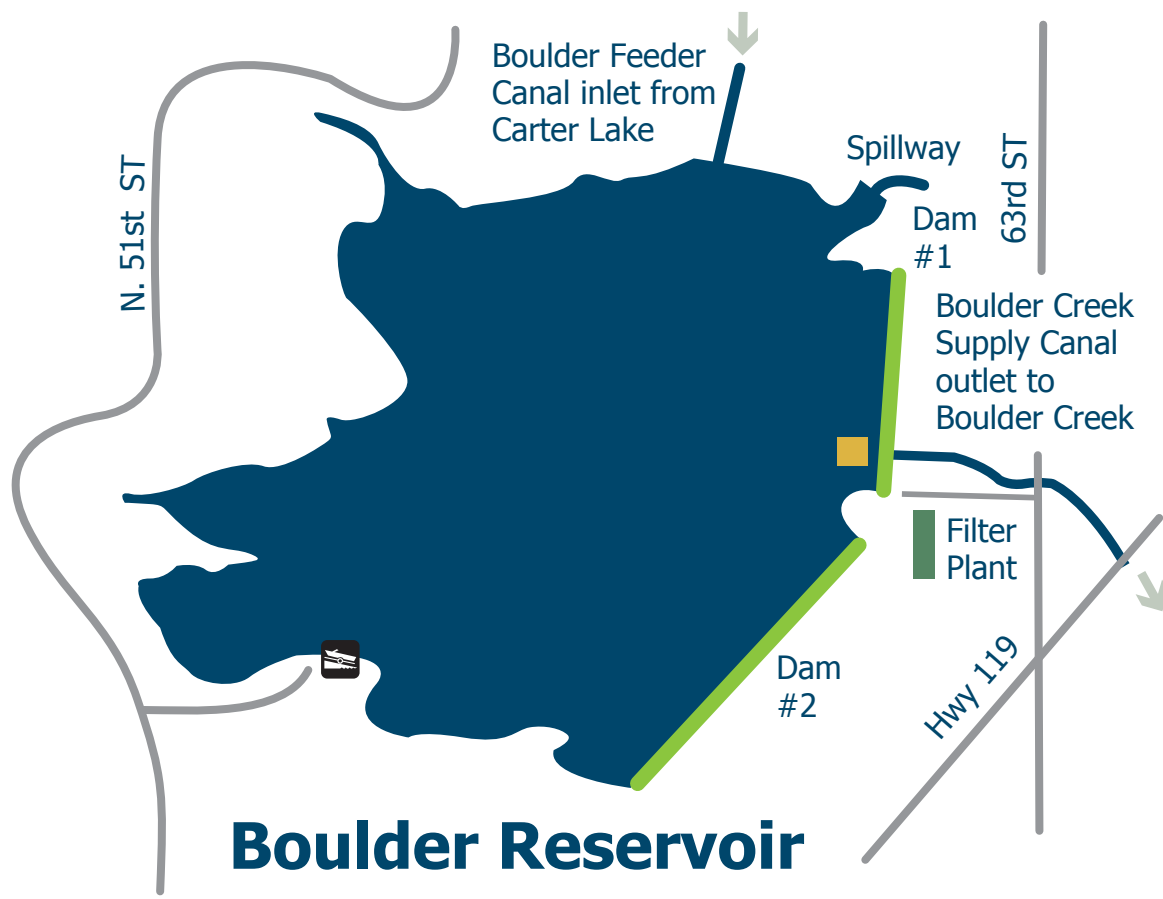 Boulder Feeder
Canal inlet from
Carter Lake
Spillway
63rd ST
N. 51st ST
Dam
#1
Boulder Creek
Supply Canal
outlet to
Boulder Creek
Filter
Plant
Dam
#2
Hwy 119
Boulder Reservoir